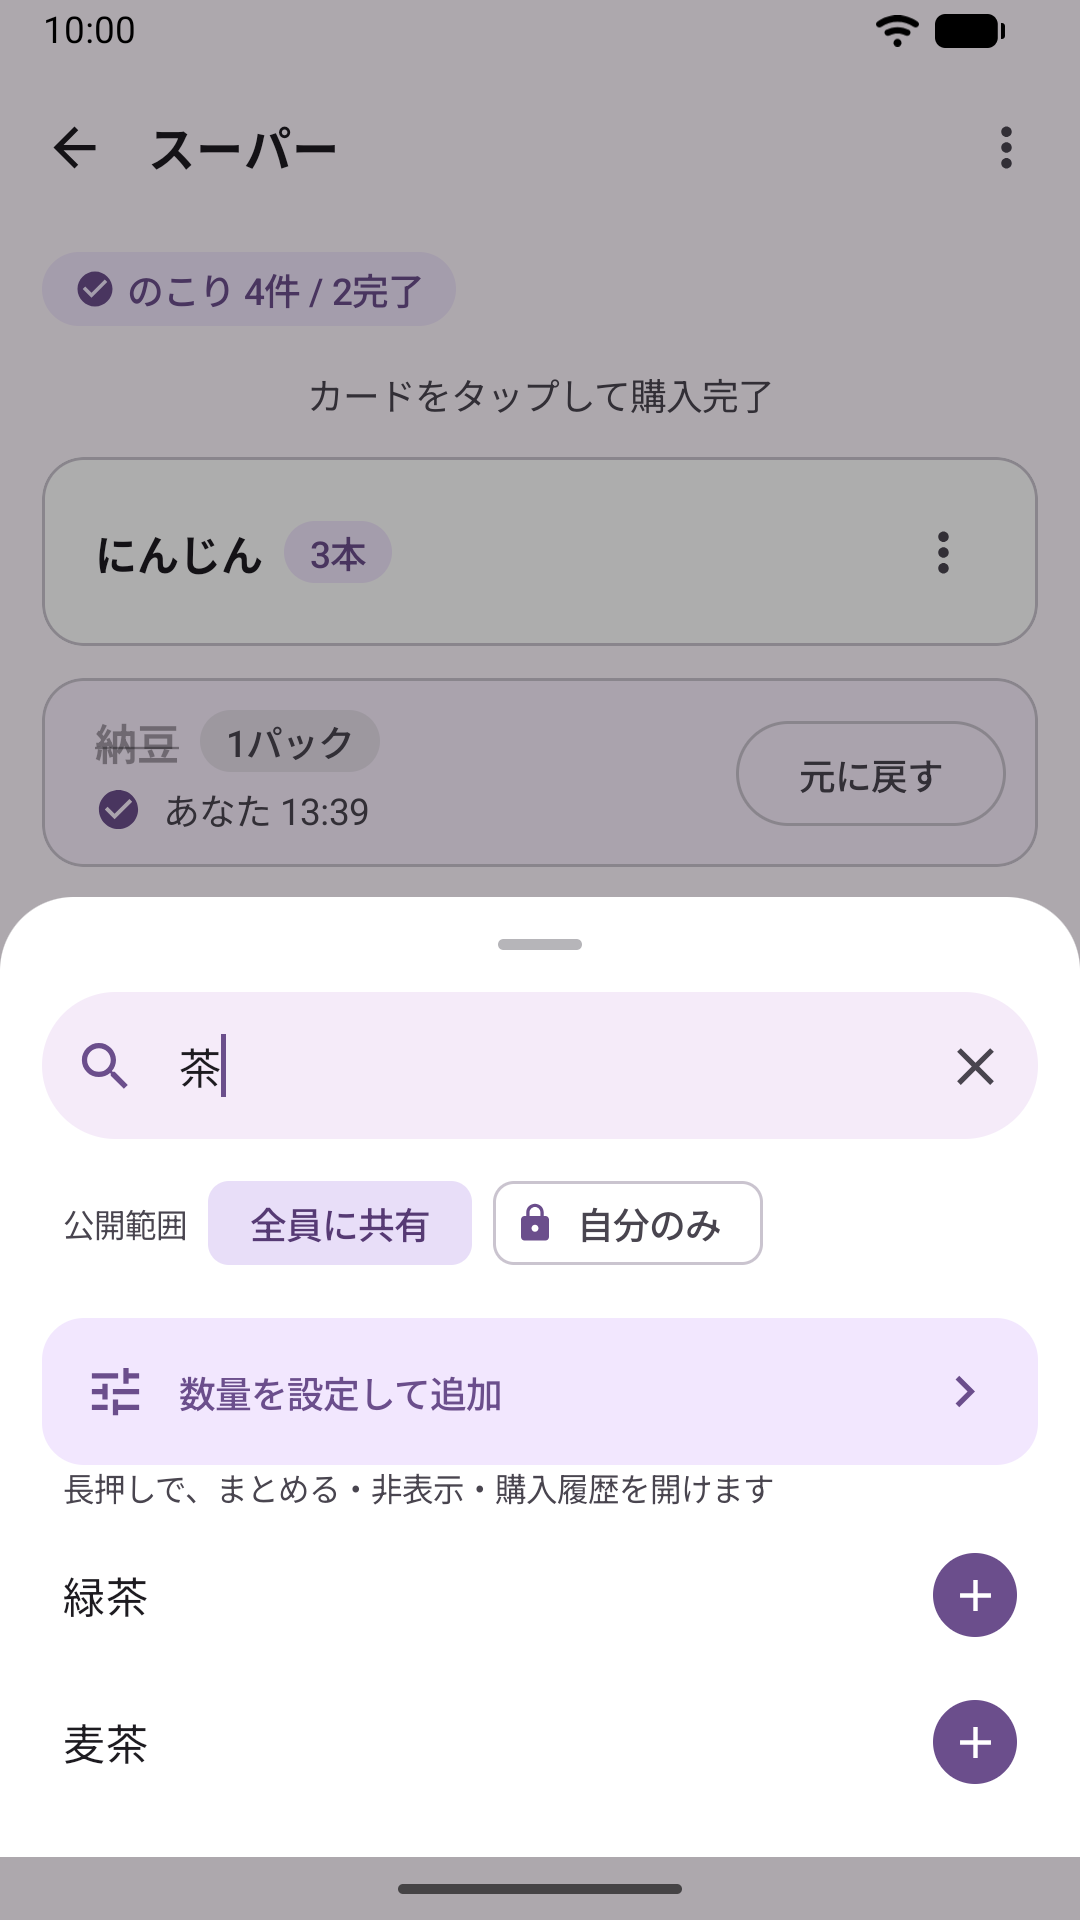 10:00
スーパー
のこり 4件 / 2完了
カードをタップして購入完了
にんじん 3本
納豆 1パック
元に戻す
あなた 13:39
茶
公開範囲 全員に共有 自分のみ
数量を設定して追加
長押しで、まとめる・非表示・購入履歴を開けます
緑茶
麦茶